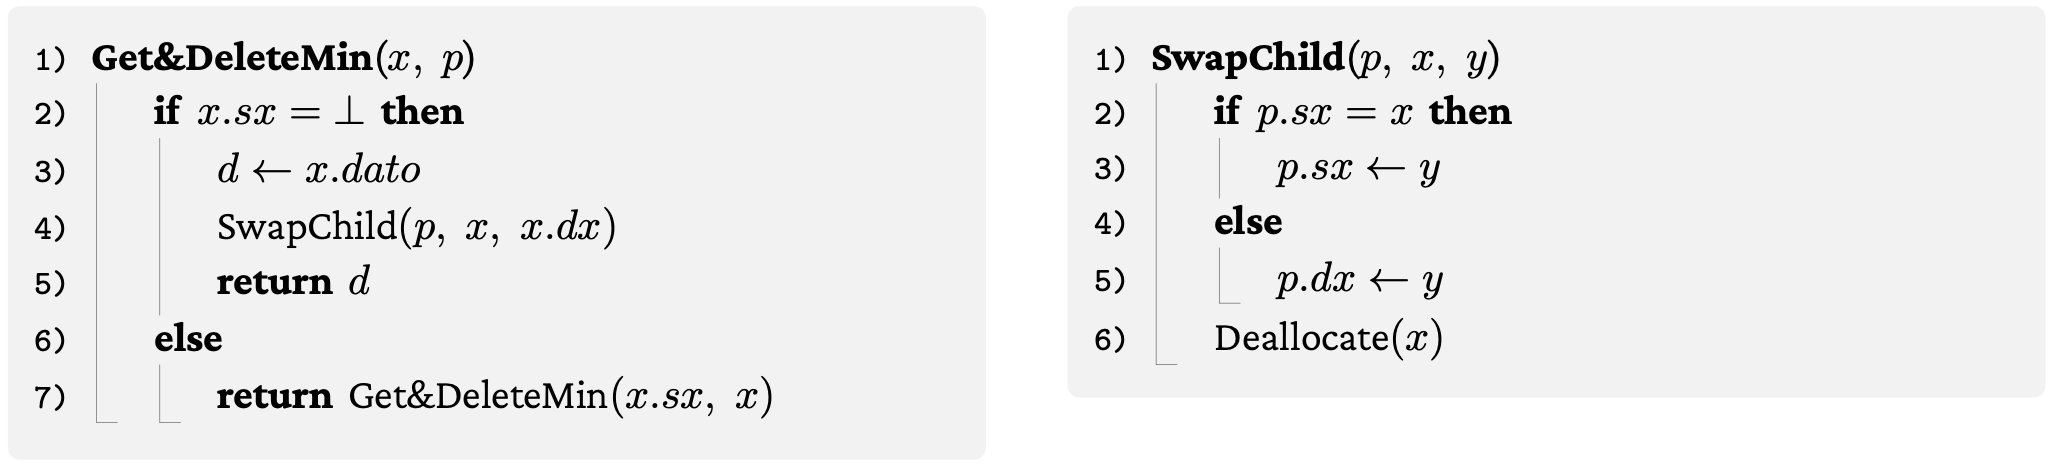 1) Get&DeleteMin(x, p)
2) if x.sx = ⊥ then
3) d ← x.dato
4) SwapChild(p, x, x.dx)
5) return d
6) else
7) return Get&DeleteMin(x.sx, x)
1) SwapChild(p, x, y)
2) if p.sx = x then
3) p.sx ← y
4) else
5) p.dx ← y
6) Deallocate(x)